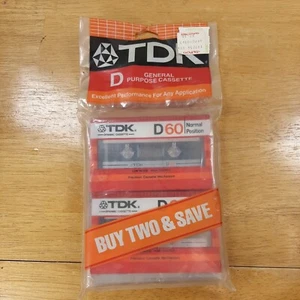 TDK
D GENERAL
PURPOSE CASSETTE
Excellent Performance For Any Application
TDK D60 Normal
Position
TDK D
BUY TWO & SAVE